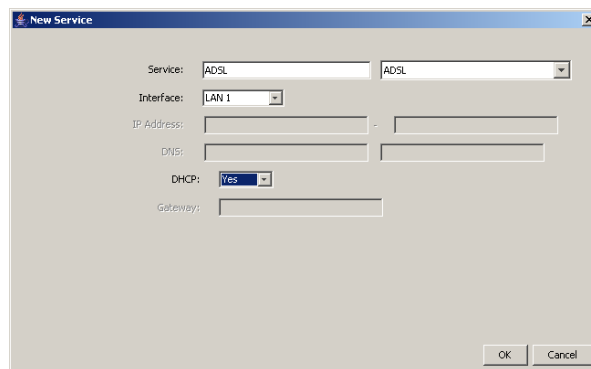 New Service
Service: ADSL ADSL
Interface: LAN 1
IP Address: -
DNS:
DHCP: Yes
Gateway:
OK Cancel